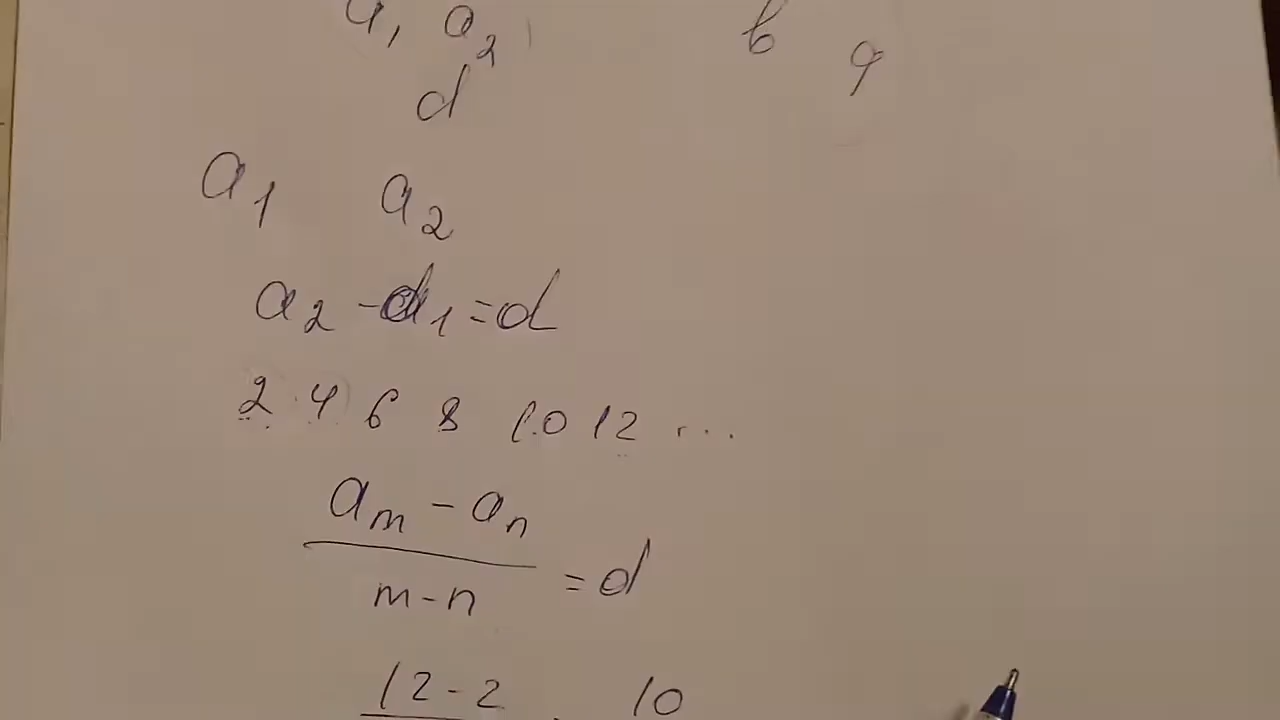 a₁ a₂ b q
d
a₁ a₂
a₂ - a₁ = d
2 4 6 8 10 12 ...
aₘ - aₙ
m - n = d
12 - 2 10